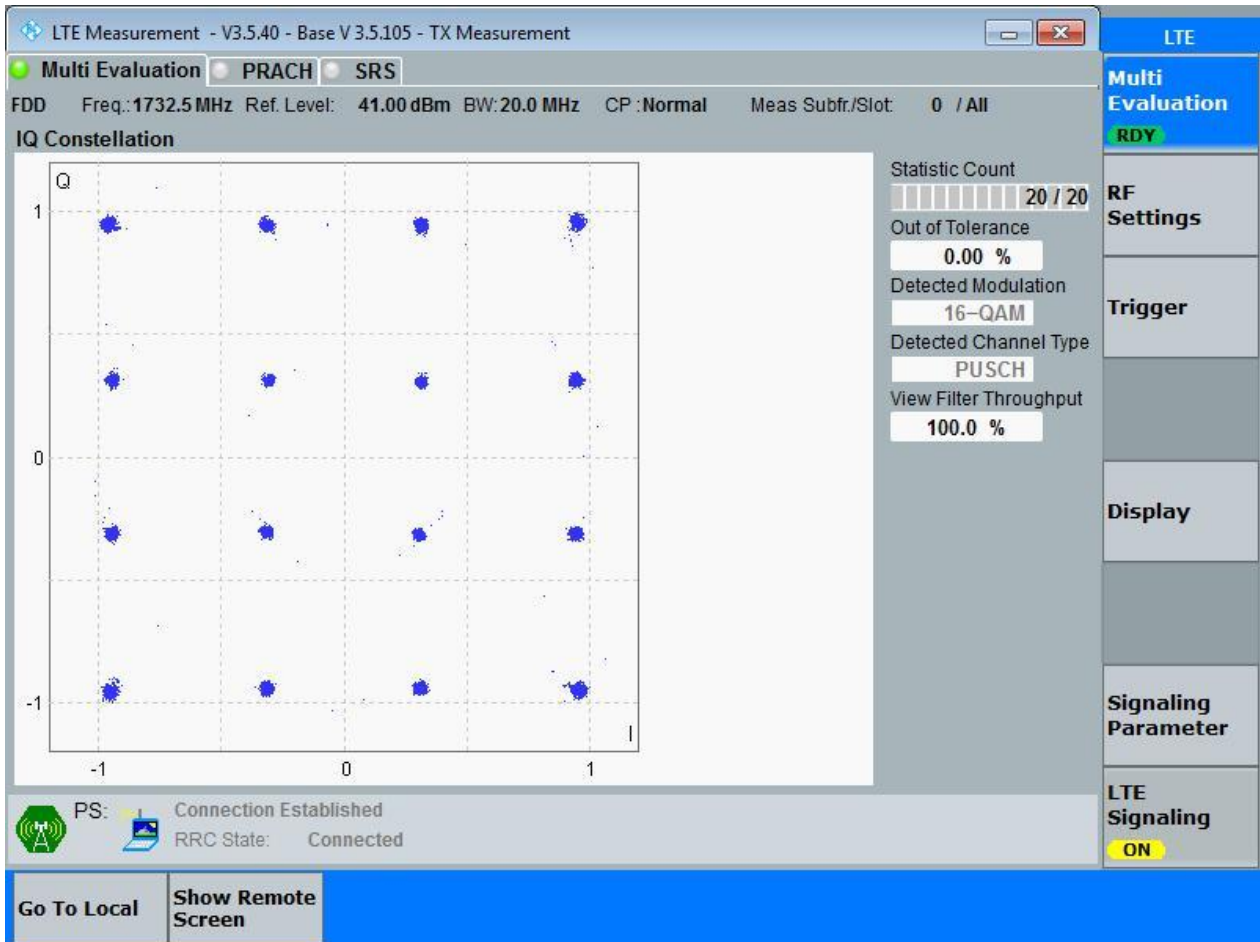 LTE Measurement - V3.5.40 - Base V 3.5.105 - TX Measurement
LTE
Multi Evaluation PRACH SRS
Multi
Evaluation
RDY
FDD Freq.: 1732.5 MHz Ref. Level: 41.00 dBm BW: 20.0 MHz CP : Normal Meas Subfr./Slot: 0 / All
IQ Constellation
Q
1
0
-1
I
-1 0 1
Statistic Count
20 / 20
Out of Tolerance
0.00 %
Detected Modulation
16-QAM
Detected Channel Type
PUSCH
View Filter Throughput
100.0 %
RF
Settings
Trigger
Display
Signaling
Parameter
LTE
Signaling
ON
PS: Connection Established
RRC State: Connected
Go To Local
Show Remote
Screen